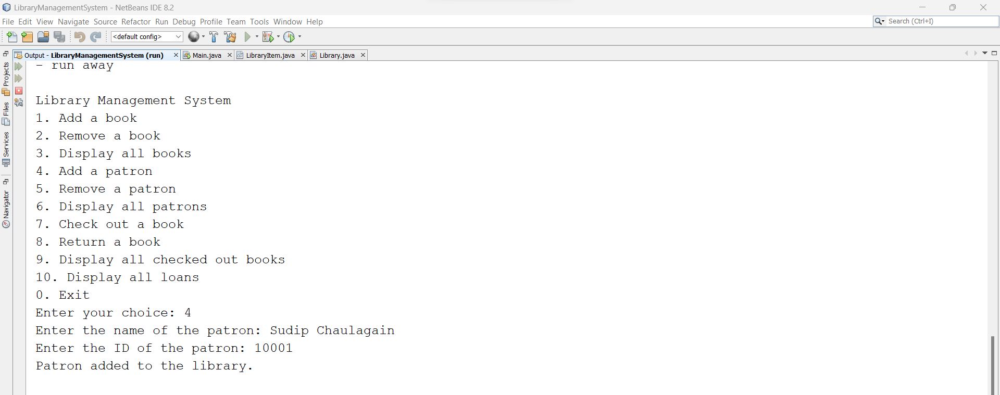 LibraryManagementSystem - NetBeans IDE 8.2
File Edit View Navigate Source Refactor Run Debug Profile Team Tools Window Help
Search (Ctrl+I)
<default config>
Output - LibraryManagementSystem (run)
Main.java
LibraryItem.java
Library.java
Projects
Files
Services
Navigator
- run away
Library Management System
1. Add a book
2. Remove a book
3. Display all books
4. Add a patron
5. Remove a patron
6. Display all patrons
7. Check out a book
8. Return a book
9. Display all checked out books
10. Display all loans
0. Exit
Enter your choice: 4
Enter the name of the patron: Sudip Chaulagain
Enter the ID of the patron: 10001
Patron added to the library.